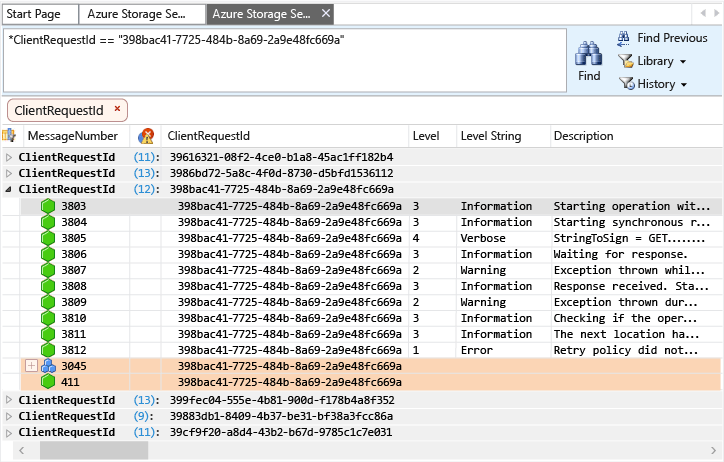 Start Page Azure Storage Se... Azure Storage Se... ×
*ClientRequestId == "398bac41-7725-484b-8a69-2a9e48fc669a"
Find
Find Previous
Library
History
ClientRequestId ×
MessageNumber ClientRequestId Level Level String Description
ClientRequestId (11): 39616321-08f2-4ce0-b1a8-45ac1ff182b4
ClientRequestId (11): 3986bd72-5a8c-4f0d-8730-d5bfd1536112
ClientRequestId (12): 398bac41-7725-484b-8a69-2a9e48fc669a
3803 398bac41-7725-484b-8a69-2a9e48fc669a 3 Information Starting operation wit...
3804 398bac41-7725-484b-8a69-2a9e48fc669a 3 Information Starting synchronous r...
3805 398bac41-7725-484b-8a69-2a9e48fc669a 4 Verbose StringToSign = GET........
3806 398bac41-7725-484b-8a69-2a9e48fc669a 3 Information Waiting for response.
3807 398bac41-7725-484b-8a69-2a9e48fc669a 2 Warning Exception thrown whil...
3808 398bac41-7725-484b-8a69-2a9e48fc669a 3 Information Response received. Sta...
3809 398bac41-7725-484b-8a69-2a9e48fc669a 2 Warning Exception thrown dur...
3810 398bac41-7725-484b-8a69-2a9e48fc669a 3 Information Checking if the oper...
3811 398bac41-7725-484b-8a69-2a9e48fc669a 3 Information The next location ha...
3812 398bac41-7725-484b-8a69-2a9e48fc669a 1 Error Retry policy did not...
3045 398bac41-7725-484b-8a69-2a9e48fc669a
411 398bac41-7725-484b-8a69-2a9e48fc669a
ClientRequestId (13): 399fec04-555e-4b81-900d-f178b4a8f352
ClientRequestId (9): 39883db1-8409-4b37-be31-bf38a3fcc86a
ClientRequestId (11): 39cf9f20-a8d4-43b2-b67d-9785c1c7e031